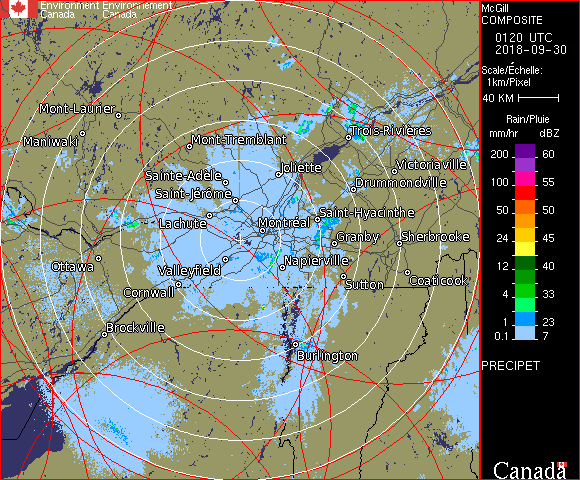 Environment Environnement
Canada Canada
McGill
COMPOSITE
0120 UTC
2018-09-30
Scale/Échelle:
1km/Pixel
40 KM
Rain/Pluie
mm/hr dBZ
200 60
55
100 55
50 50
45
24 40
12 40
4 33
23
0.1 7
PRECIPET
Canada
Mont-Laurier
Maniwaki
Mont-Tremblant
Trois-Rivières
Sainte-Adèle
Joliette
Victoriaville
Saint-Jérôme
Drummondville
Lachute
Montréal
Saint-Hyacinthe
Granby
Sherbrooke
Ottawa
Valleyfield
Napierville
Cornwall
Sutton
Coaticook
Brockville
Burlington